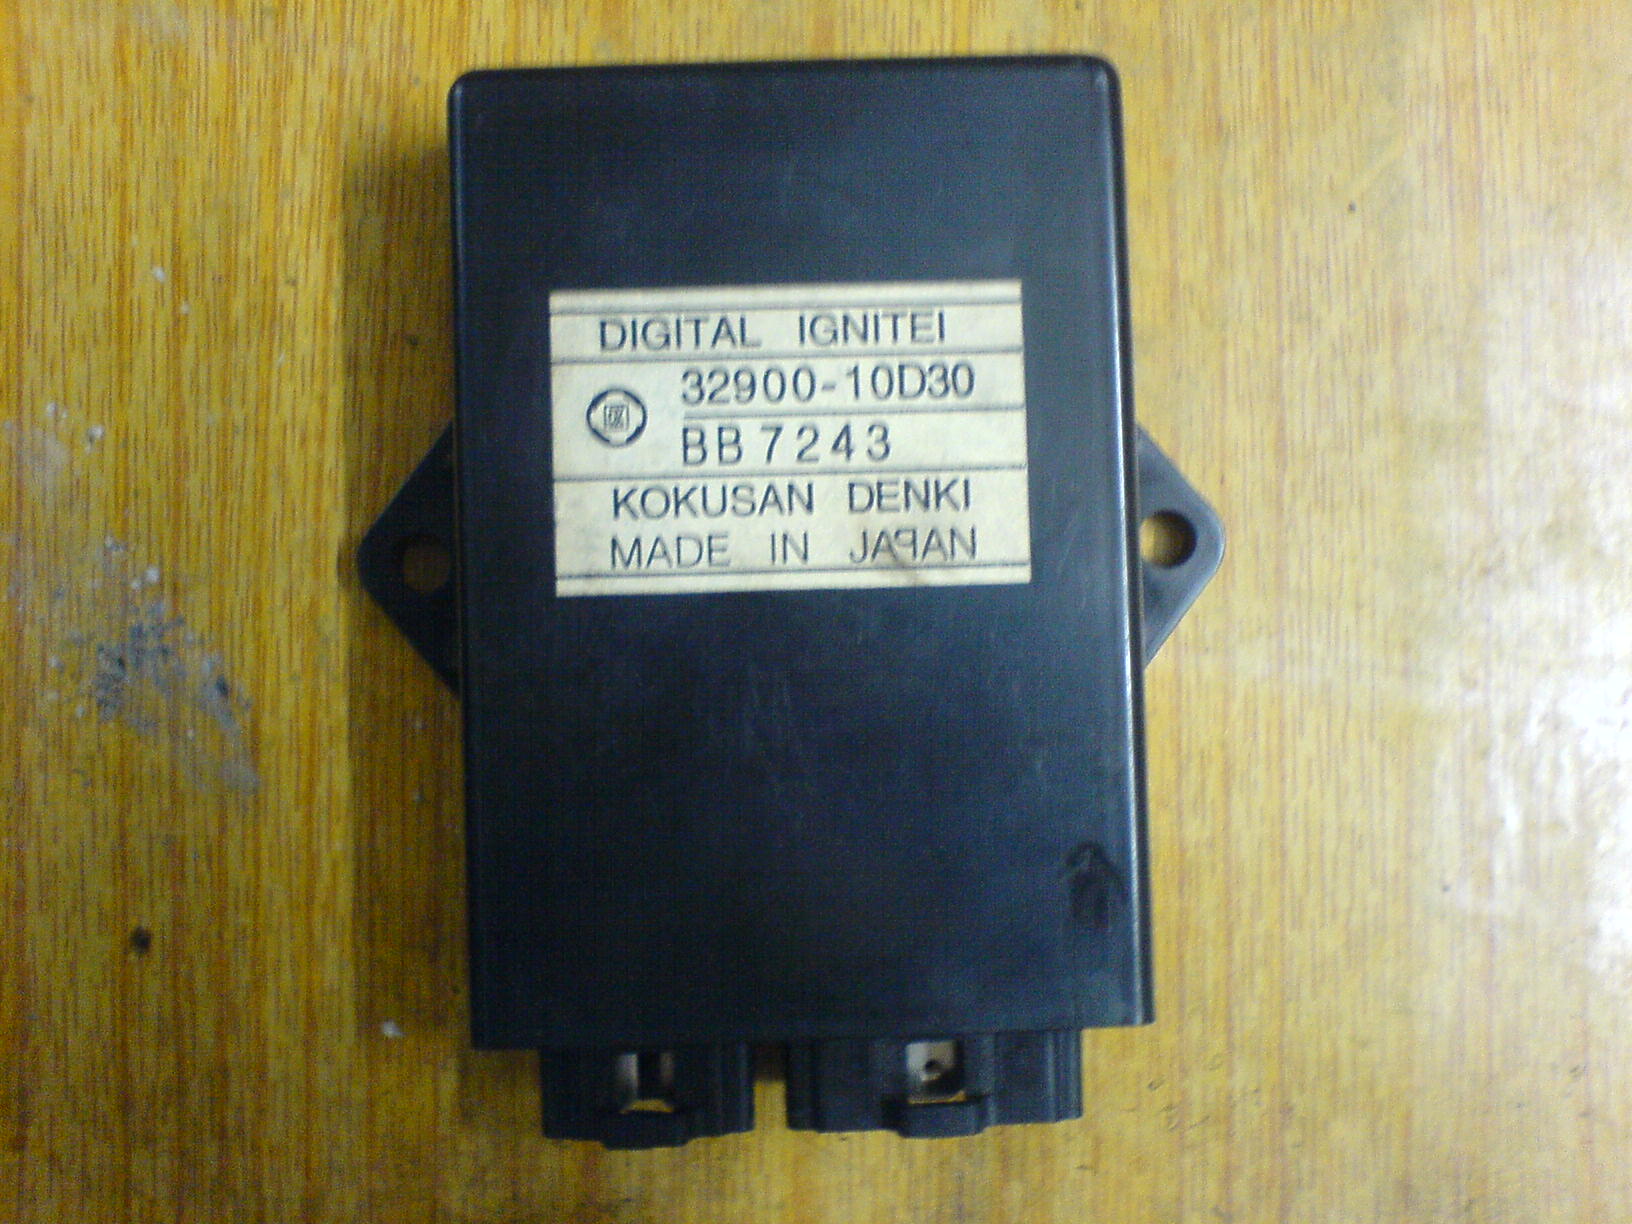 DIGITAL IGNITEI
32900-10D30
BB7243
KOKUSAN DENKI
MADE IN JAPAN